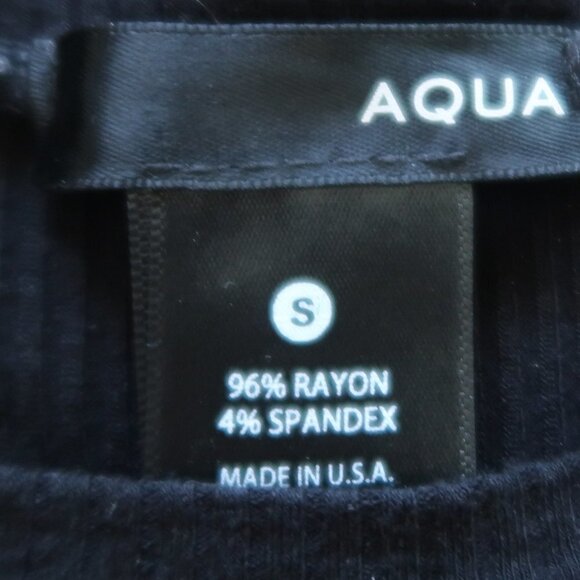 AQUA
S
96% RAYON
4% SPANDEX
MADE IN U.S.A.